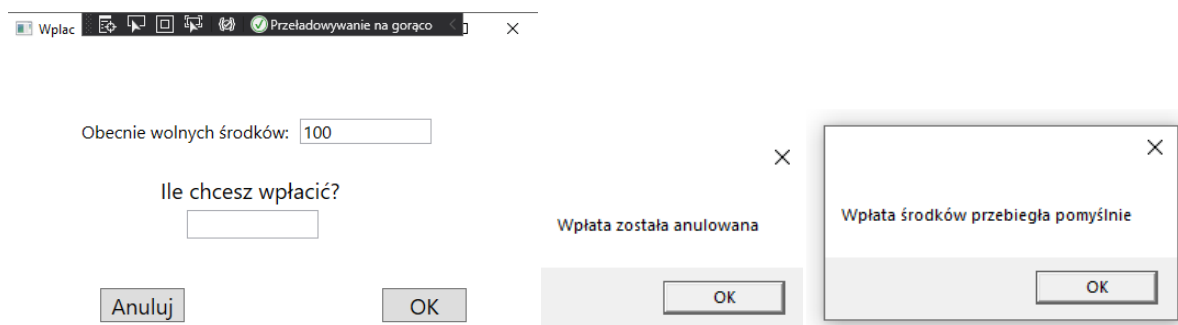 Wplac
Przeładowywanie na gorąco
Obecnie wolnych środków: 100
Ile chcesz wpłacić?
Anuluj
OK
Wpłata została anulowana
OK
Wpłata środków przebiegła pomyślnie
OK